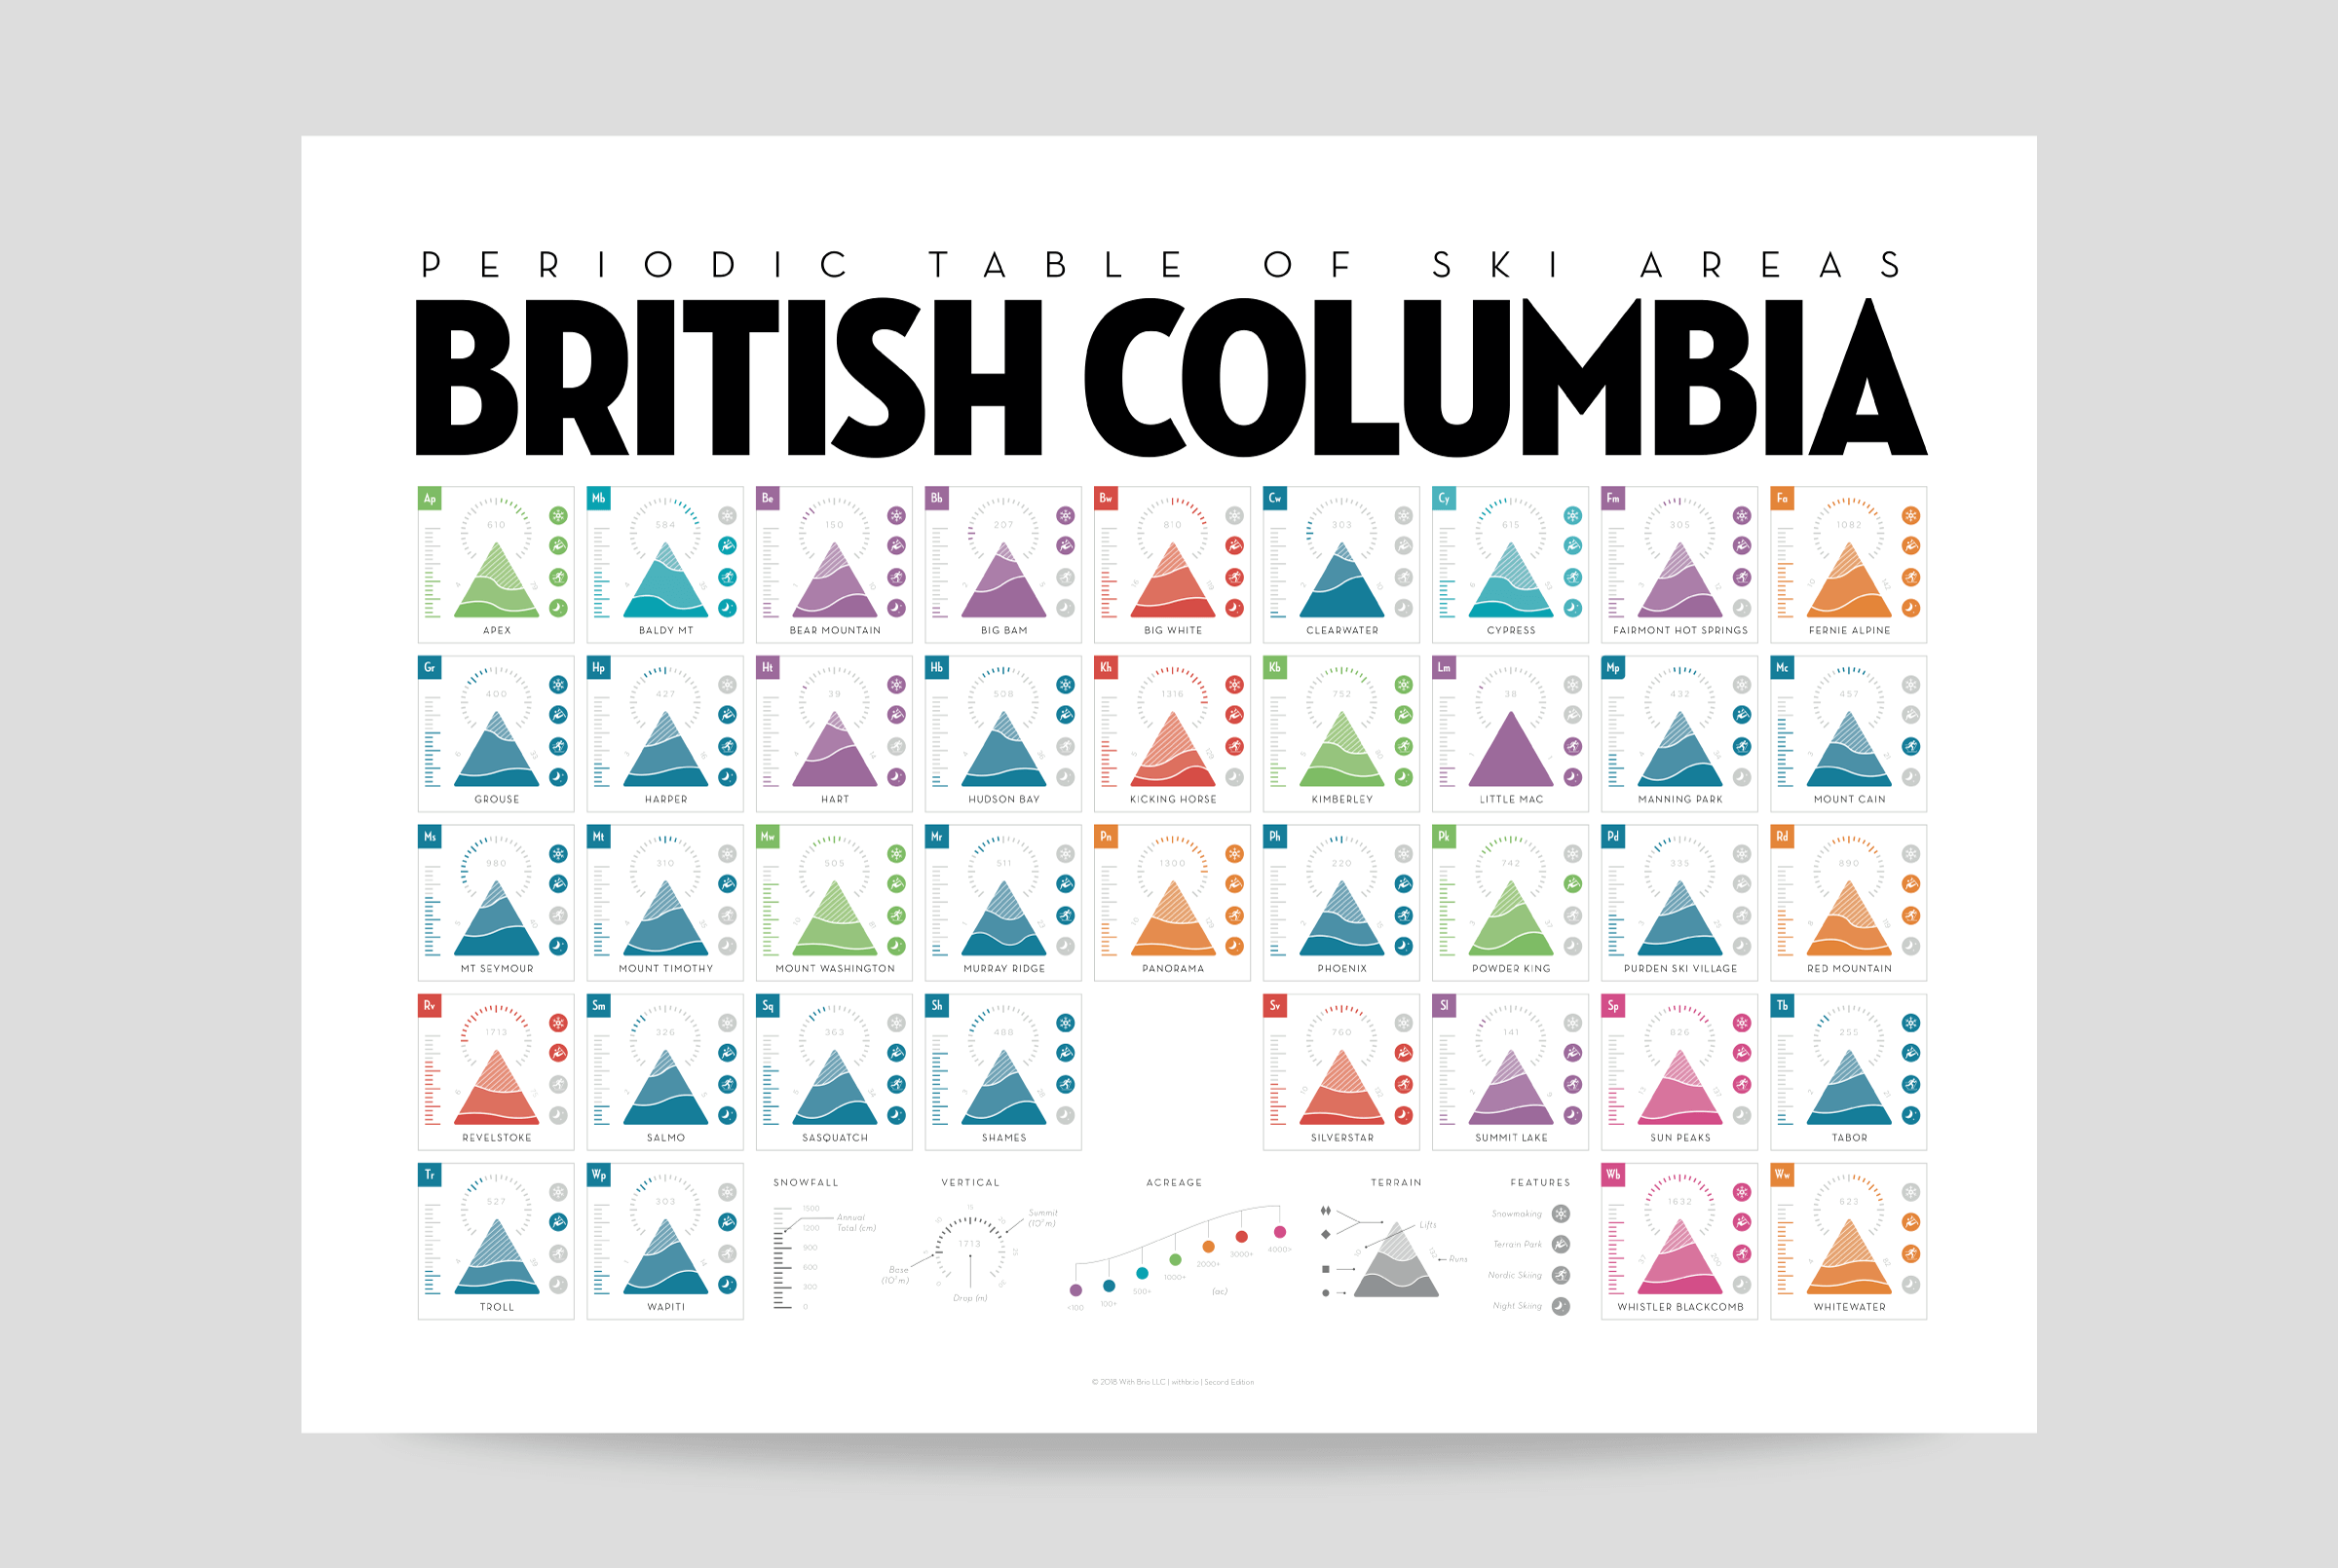 PERIODIC TABLE OF SKI AREAS
BRITISH COLUMBIA
Ap
610
APEX
Mb
584
BALDY MT
Be
150
BEAR MOUNTAIN
Bb
207
BIG BAM
Bw
810
BIG WHITE
Cw
303
CLEARWATER
Cy
615
CYPRESS
Fm
305
FAIRMONT HOT SPRINGS
Fa
1082
FERNIE ALPINE
Gr
400
GROUSE
Hp
427
HARPER
Ht
39
HART
Hb
508
HUDSON BAY
Kh
1316
KICKING HORSE
Kb
752
KIMBERLEY
Lm
38
LITTLE MAC
Mp
432
MANNING PARK
Mc
457
MOUNT CAIN
Ms
980
MT SEYMOUR
Mt
310
MOUNT TIMOTHY
Mw
505
MOUNT WASHINGTON
Mr
511
MURRAY RIDGE
Pn
1300
PANORAMA
Ph
220
PHOENIX
Pk
742
POWDER KING
Pd
335
PURDEN SKI VILLAGE
Rd
890
RED MOUNTAIN
Rv
1713
REVELSTOKE
Sm
326
SALMO
Sq
363
SASQUATCH
Sh
488
SHAMES
Sv
760
SILVERSTAR
Sl
141
SUMMIT LAKE
Sp
826
SUN PEAKS
Tb
255
TABOR
Tr
527
TROLL
Wp
303
WAPITI
SNOWFALL
1500
1200
900
600
300
0
Annual
Total (cm)
VERTICAL
15
1713
Summit
Base
Drop (m)
ACREAGE
<100
100+
500+
1000+
2000+
3000+
4000>
(ac)
TERRAIN
Lifts
Runs
FEATURES
Snowmaking
Terrain Park
Nordic Skiing
Night Skiing
Wb
1632
WHISTLER BLACKCOMB
Ww
623
WHITEWATER
© 2018 With Brio LLC | withbrio | Second Edition